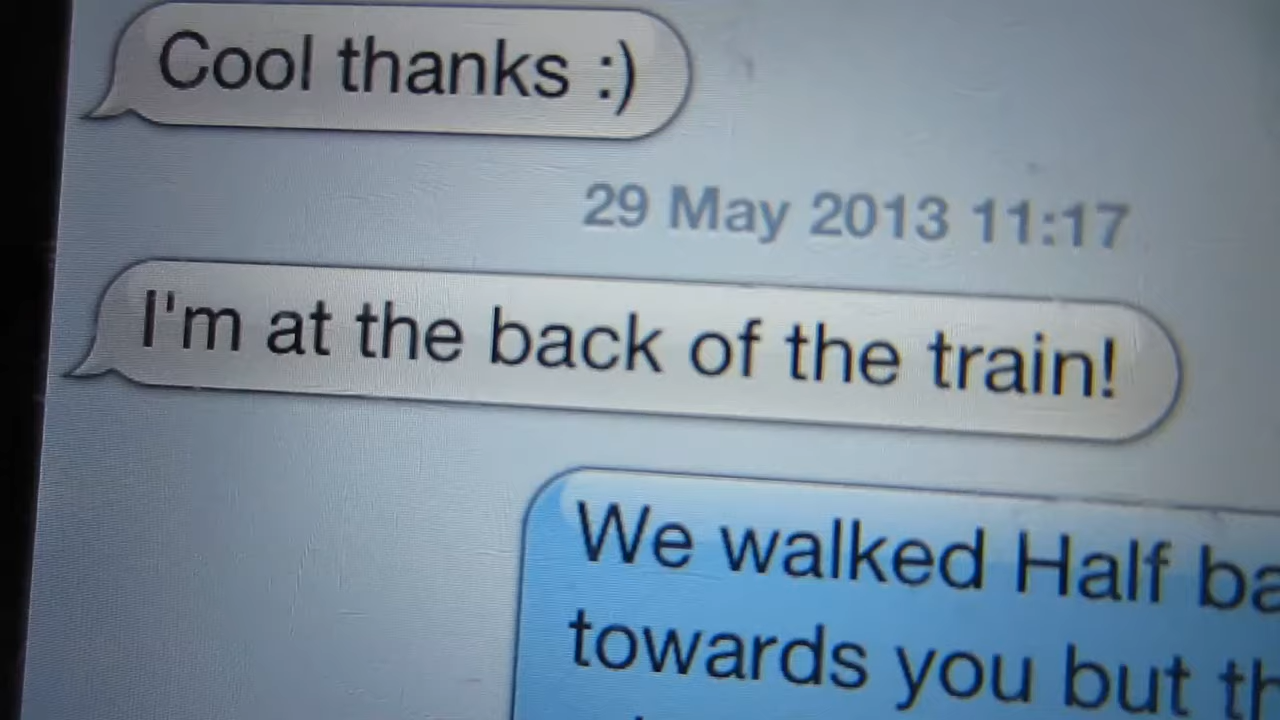 Cool thanks :)
29 May 2013 11:17
I'm at the back of the train!
We walked Half
towards you but